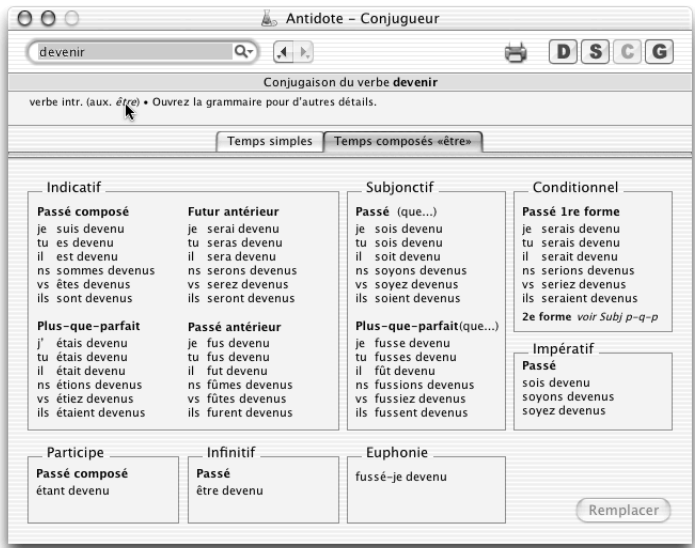 Antidote – Conjugueur
devenir
D S C G
Conjugaison du verbe devenir
verbe intr. (aux. être) • Ouvrez la grammaire pour d'autres détails.
Temps simples
Temps composés «être»
Indicatif
Passé composé
je suis devenu
tu es devenu
il est devenu
ns sommes devenus
vs êtes devenus
ils sont devenus
Futur antérieur
je serai devenu
tu seras devenu
il sera devenu
ns serons devenus
vs serez devenus
ils seront devenus
Plus-que-parfait
j' étais devenu
tu étais devenu
il était devenu
ns étions devenus
vs étiez devenus
ils étaient devenus
Passé antérieur
je fus devenu
tu fus devenu
il fut devenu
ns fûmes devenus
vs fûtes devenus
ils furent devenus
Subjonctif
Passé (que...)
je sois devenu
tu sois devenu
il soit devenu
ns soyons devenus
vs soyez devenus
ils soient devenus
Plus-que-parfait(que...)
je fusse devenu
tu fusses devenu
il fût devenu
ns fussions devenus
vs fussiez devenus
ils fussent devenus
Conditionnel
Passé 1re forme
je serais devenu
tu serais devenu
il serait devenu
ns serions devenus
vs seriez devenus
ils seraient devenus
2e forme voir Subj p-q-p
Impératif
Passé
sois devenu
soyons devenus
soyez devenus
Participe
Passé composé
étant devenu
Infinitif
Passé
être devenu
Euphonie
fussé-je devenu
Remplacer